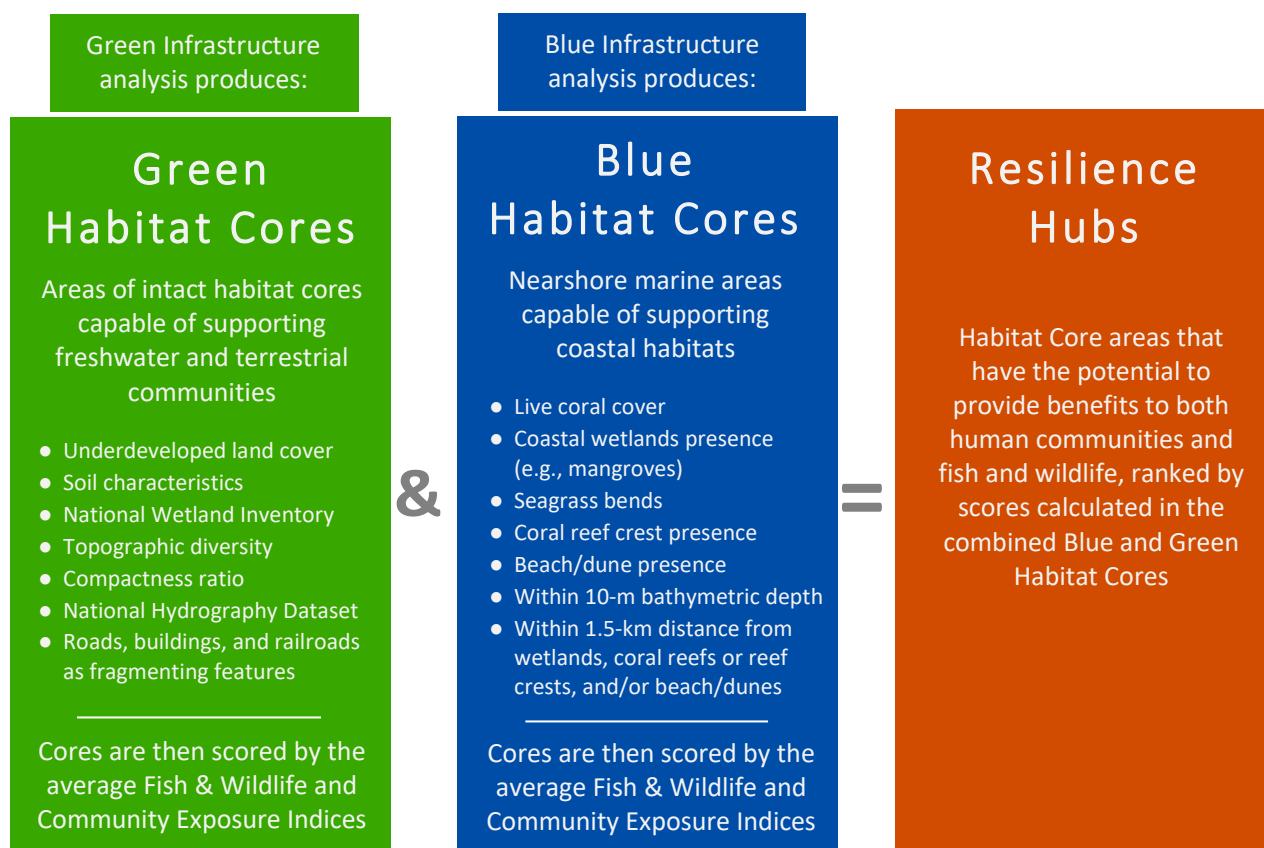 Green Infrastructure
analysis produces:
Green
Habitat Cores
Areas of intact habitat cores
capable of supporting
freshwater and terrestrial
communities
● Underdeveloped land cover
● Soil characteristics
● National Wetland Inventory
● Topographic diversity
● Compactness ratio
● National Hydrography Dataset
● Roads, buildings, and railroads
as fragmenting features
Cores are then scored by the
average Fish & Wildlife and
Community Exposure Indices
&
Blue Infrastructure
analysis produces:
Blue
Habitat Cores
Nearshore marine areas
capable of supporting
coastal habitats
● Live coral cover
● Coastal wetlands presence
(e.g., mangroves)
● Seagrass bends
● Coral reef crest presence
● Beach/dune presence
● Within 10-m bathymetric depth
● Within 1.5-km distance from
wetlands, coral reefs or reef
crests, and/or beach/dunes
Cores are then scored by the
average Fish & Wildlife and
Community Exposure Indices
=
Resilience
Hubs
Habitat Core areas that
have the potential to
provide benefits to both
human communities and
fish and wildlife, ranked by
scores calculated in the
combined Blue and Green
Habitat Cores